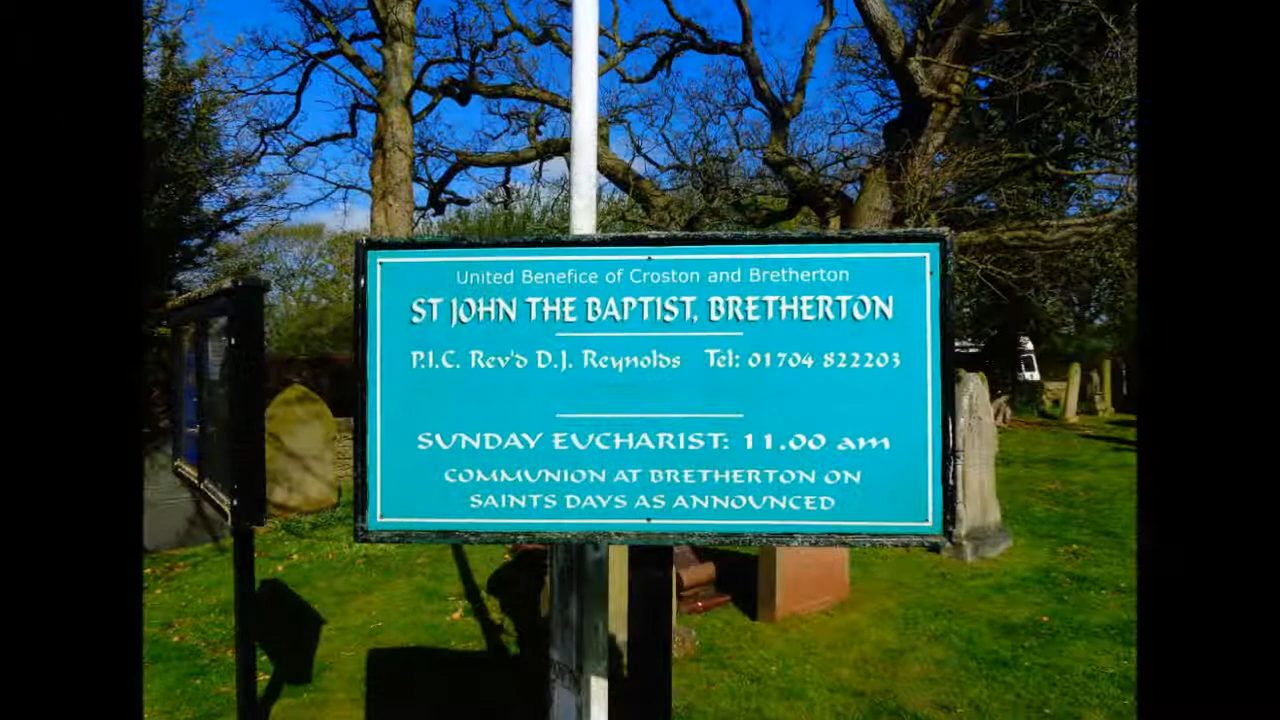 United Benefice of Croston and Bretherton
ST JOHN THE BAPTIST, BRETHERTON
P.I.C. Rev'd D.J. Reynolds Tel: 01704 822203
SUNDAY EUCHARIST: 11.00 am
COMMUNION AT BRETHERTON ON
SAINTS DAYS AS ANNOUNCED